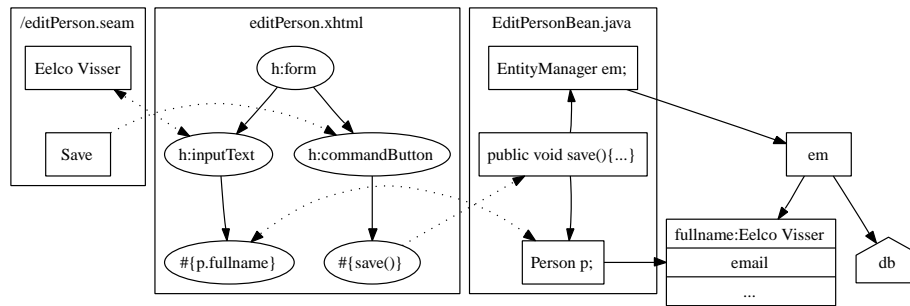 /editPerson.seam
Eelco Visser
Save
editPerson.xhtml
h:form
h:inputText
h:commandButton
#{p.fullname}
#{save()}
EditPersonBean.java
EntityManager em;
public void save(){...}
Person p;
em
fullname:Eelco Visser
email
...
db